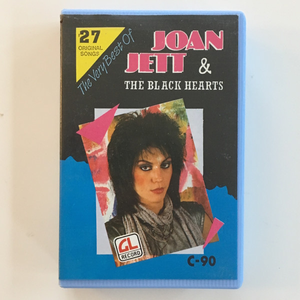 27
ORIGINAL
SONGS
The Very Best Of
JOAN
JETT &
THE BLACK HEARTS
GL
RECORD
C-90